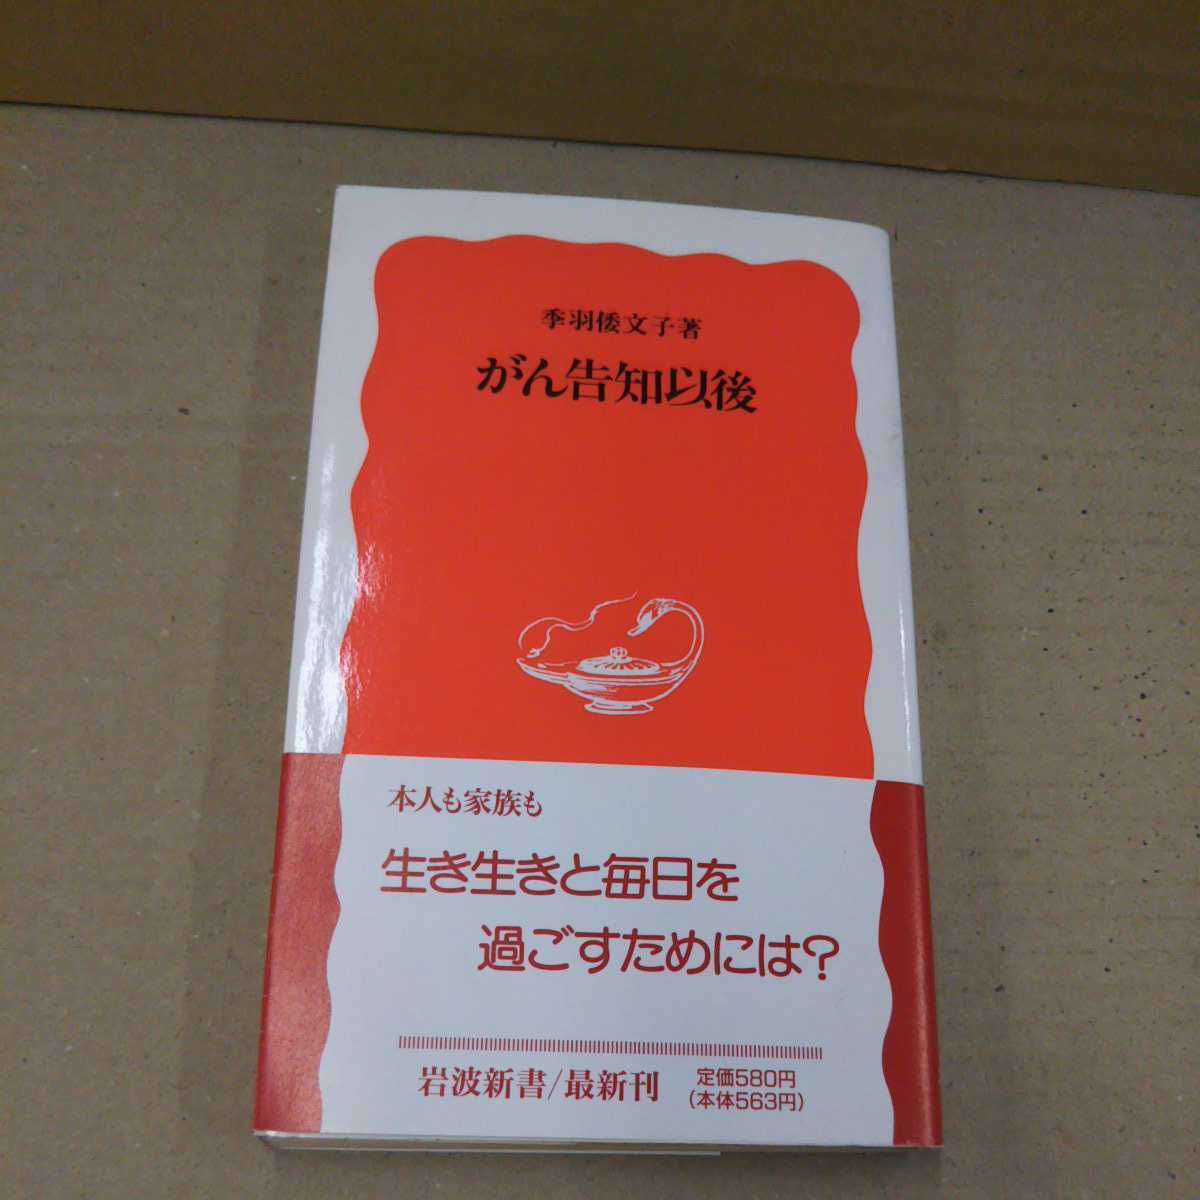 季羽倭文子著
がん告知以後
本人も家族も
生き生きと毎日を
過ごすためには?
岩波新書/最新刊
定価580円
(本体563円)